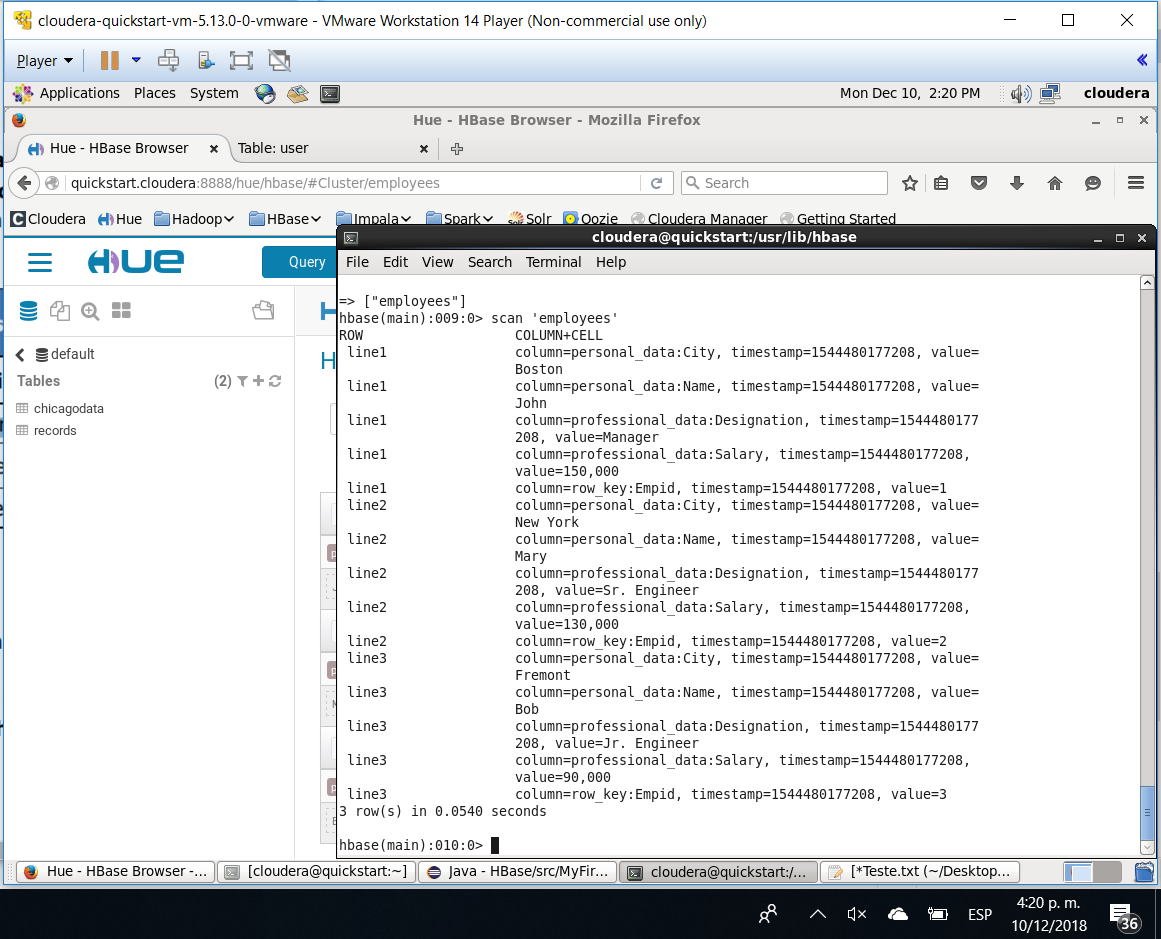 cloudera-quickstart-vm-5.13.0-0-vmware - VMware Workstation 14 Player (Non-commercial use only)
Player
Applications Places System Mon Dec 10, 2:20 PM cloudera
Hue - HBase Browser - Mozilla Firefox
Hue - HBase Browser Table: user
quickstart.cloudera:8888/hue/hbase/#Cluster/employees Search
Cloudera Hue Hadoop HBase Impala Spark Solr Oozie Cloudera Manager Getting Started
cloudera@quickstart:/usr/lib/hbase
HUE Query
File Edit View Search Terminal Help
default
Tables (2)
chicagodata
records
=> ["employees"]
hbase(main):009:0> scan 'employees'
ROW COLUMN+CELL
line1 column=personal_data:City, timestamp=1544480177208, value=
Boston
line1 column=personal_data:Name, timestamp=1544480177208, value=
John
line1 column=professional_data:Designation, timestamp=1544480177
208, value=Manager
line1 column=professional_data:Salary, timestamp=1544480177208,
value=150,000
line1 column=row_key:Empid, timestamp=1544480177208, value=1
line2 column=personal_data:City, timestamp=1544480177208, value=
New York
line2 column=personal_data:Name, timestamp=1544480177208, value=
Mary
line2 column=professional_data:Designation, timestamp=1544480177
208, value=Sr. Engineer
line2 column=professional_data:Salary, timestamp=1544480177208,
value=130,000
line2 column=row_key:Empid, timestamp=1544480177208, value=2
line3 column=personal_data:City, timestamp=1544480177208, value=
Fremont
line3 column=personal_data:Name, timestamp=1544480177208, value=
Bob
line3 column=professional_data:Designation, timestamp=1544480177
208, value=Jr. Engineer
line3 column=professional_data:Salary, timestamp=1544480177208,
value=90,000
line3 column=row_key:Empid, timestamp=1544480177208, value=3
3 row(s) in 0.0540 seconds
hbase(main):010:0>
Hue - HBase Browser -... [cloudera@quickstart:~] Java - HBase/src/MyFir... cloudera@quickstart:/... [*Teste.txt (~/Desktop...
ESP 4:20 p. m.
10/12/2018 36